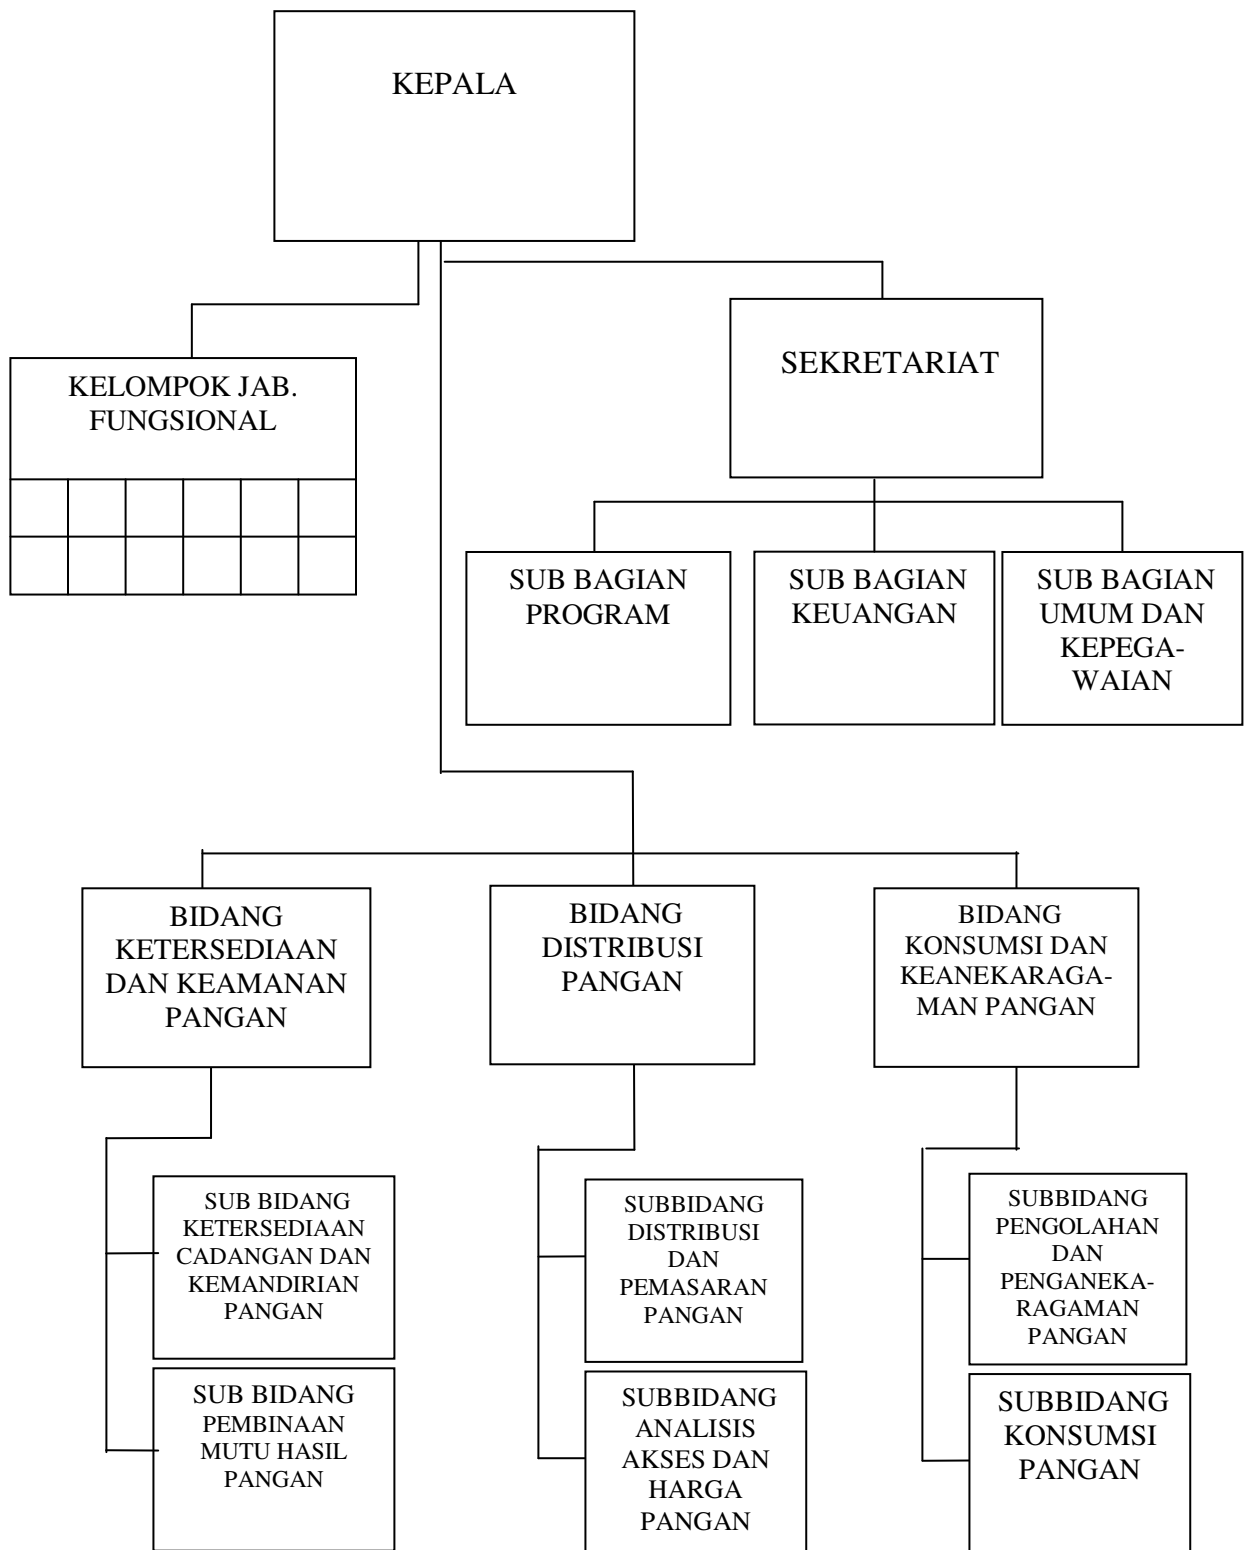 KEPALA
SEKRETARIAT
KELOMPOK JAB.
FUNGSIONAL
SUB BAGIAN
PROGRAM
SUB BAGIAN
KEUANGAN
SUB BAGIAN
UMUM DAN
KEPEGA-
WAIAN
BIDANG
KETERSEDIAAN
DAN KEAMANAN
PANGAN
BIDANG
DISTRIBUSI
PANGAN
BIDANG
KONSUMSI DAN
KEANEKARAGA-
MAN PANGAN
SUB BIDANG
KETERSEDIAAN
CADANGAN DAN
KEMANDIRIAN
PANGAN
SUBBIDANG
DISTRIBUSI
DAN
PEMASARAN
PANGAN
SUBBIDANG
PENGOLAHAN
DAN
PENGANEKA-
RAGAMAN
PANGAN
SUB BIDANG
PEMBINAAN
MUTU HASIL
PANGAN
SUBBIDANG
ANALISIS
AKSES DAN
HARGA
PANGAN
SUBBIDANG
KONSUMSI
PANGAN